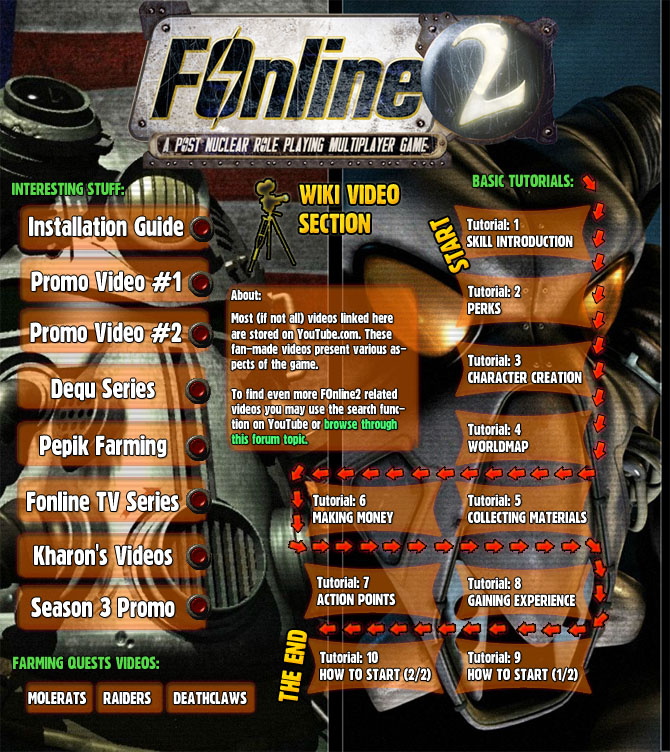 FOnline 2
A POST NUCLEAR ROLE PLAYING MULTIPLAYER GAME
INTERESTING STUFF:
Installation Guide
Promo Video #1
Promo Video #2
Dequ Series
Pepik Farming
Fonline TV Series
Kharon's Videos
Season 3 Promo
FARMING QUESTS VIDEOS:
MOLERATS
RAIDERS
DEATHCLAWS
WIKI VIDEO
SECTION
About:
Most (if not all) videos linked here
are stored on YouTube.com. These
fan-made videos present various as-
pects of the game.
To find even more FOnline2 related
videos you may use the search func-
tion on YouTube or browse through
this forum topic.
BASIC TUTORIALS:
START
Tutorial: 1
SKILL INTRODUCTION
Tutorial: 2
PERKS
Tutorial: 3
CHARACTER CREATION
Tutorial: 4
WORLDMAP
Tutorial: 5
COLLECTING MATERIALS
Tutorial: 6
MAKING MONEY
Tutorial: 7
ACTION POINTS
Tutorial: 8
GAINING EXPERIENCE
Tutorial: 9
HOW TO START (1/2)
Tutorial: 10
HOW TO START (2/2)
THE END